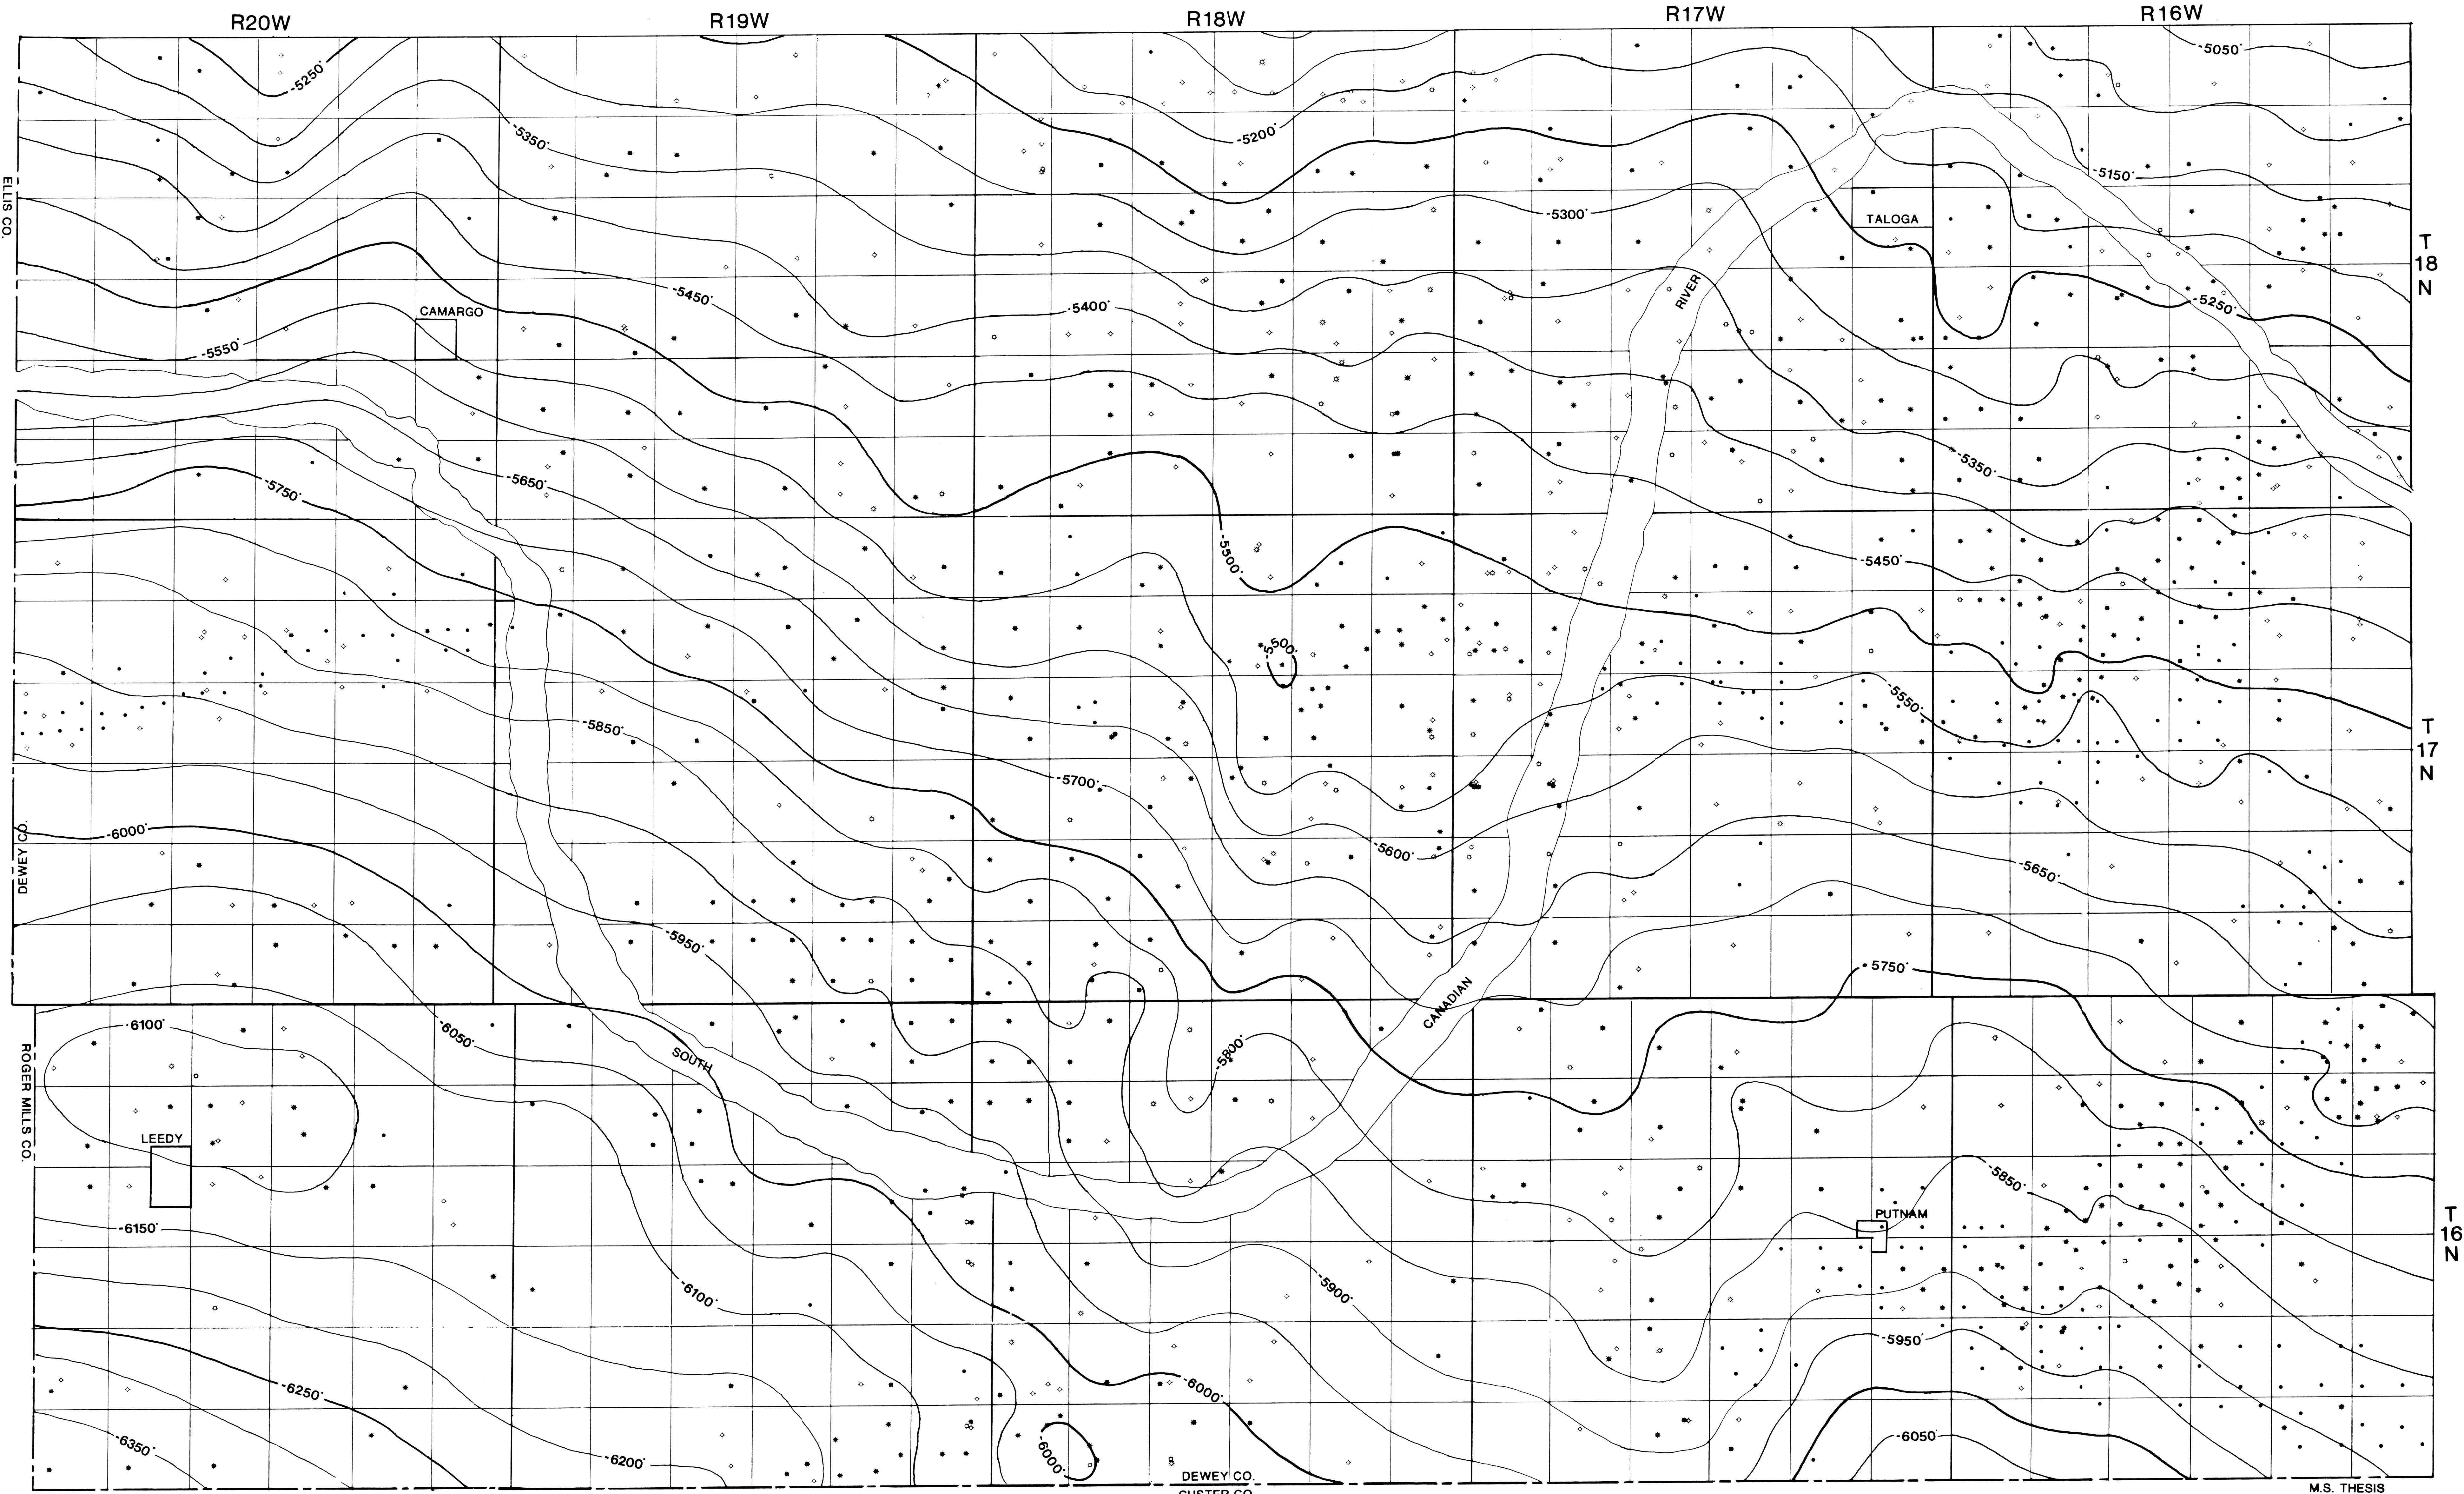 R20W R19W R18W R17W R16W
-5050'
-5250'
-5350'
-5200'
-5150'
ELLIS CO.
-5300'
TALOGA
T
18
N
-5450'
-5400'
RIVER
-5250'
CAMARGO
-5550'
-5350'
-5650'
-5750'
-5500'
-5450'
-5500'
-5550'
-5850'
T
17
N
-5700'
-6000'
DEWEY CO.
-5600'
-5650'
-5950'
-5750'
CANADIAN
-6100'
-6050'
SOUTH
-5800'
ROGER MILLS CO.
LEEDY
-5850'
-6150'
PUTNAM
T
16
N
-6100'
-5900'
-5950'
-6250'
-6000'
-6350'
-6200'
-6000'
-6050'
DEWEY CO.
CUSTER CO.
M.S. THESIS